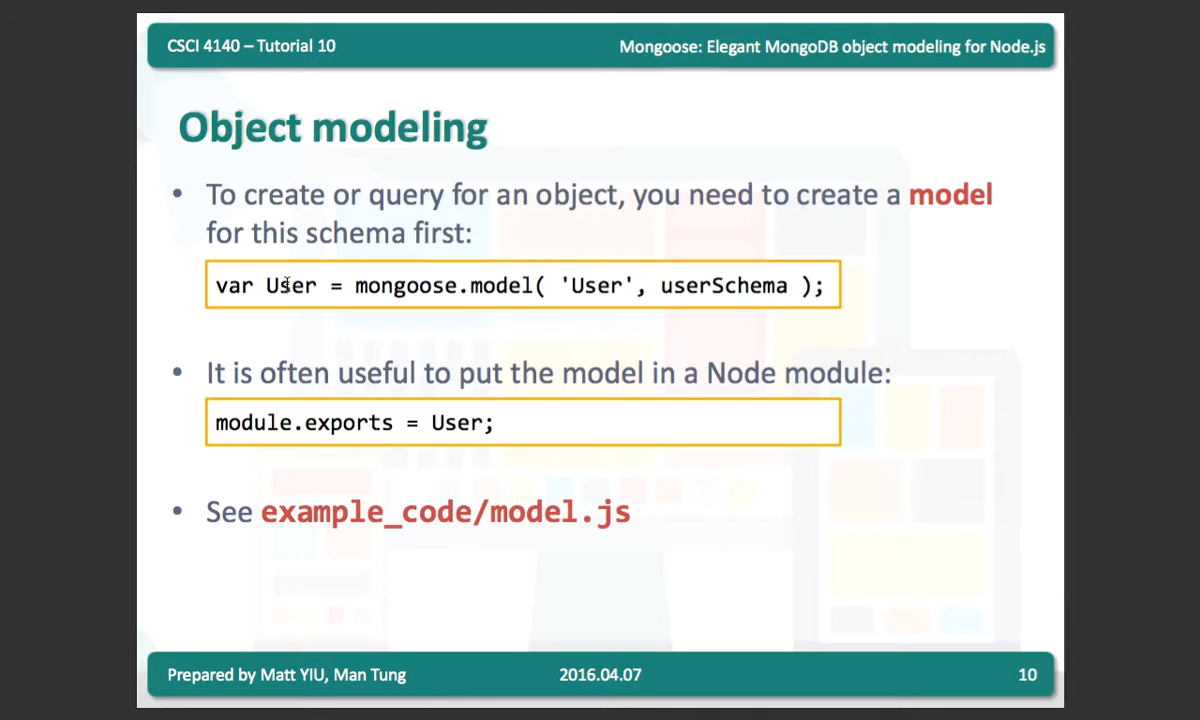 CSCI 4140 – Tutorial 10
Mongoose: Elegant MongoDB object modeling for Node.js
Object modeling
• To create or query for an object, you need to create a model
for this schema first:
var User = mongoose.model( 'User', userSchema );
• It is often useful to put the model in a Node module:
module.exports = User;
• See example_code/model.js
Prepared by Matt YIU, Man Tung
2016.04.07
10